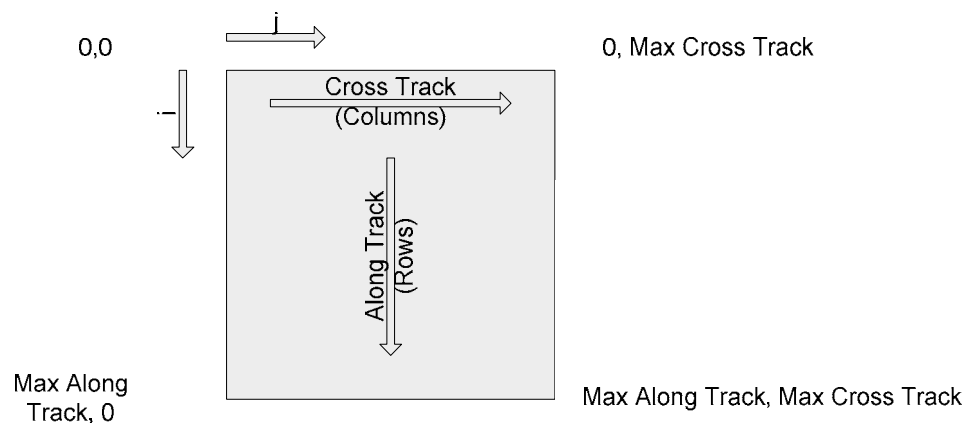 j
0,0
0, Max Cross Track
i
Cross Track
(Columns)
Along Track
(Rows)
Max Along
Track, 0
Max Along Track, Max Cross Track